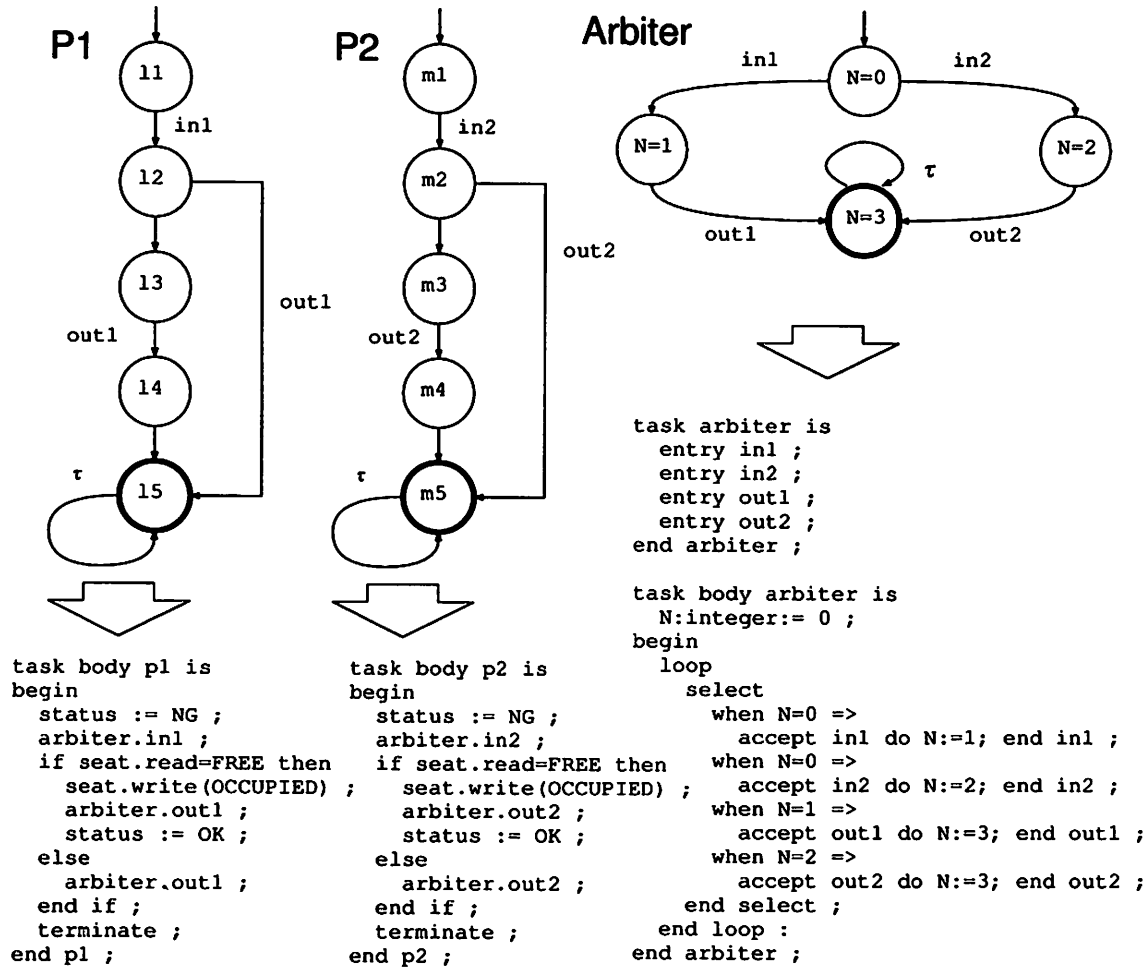 P1
l1
in1
l2
l3
out1
out1
l4
τ
l5
P2
m1
in2
m2
m3
out2
out2
m4
τ
m5
Arbiter
in1
N=0
in2
N=1
N=2
τ
N=3
out1
out2
task body p1 is
begin
status := NG ;
arbiter.in1 ;
if seat.read=FREE then
seat.write(OCCUPIED) ;
arbiter.out1 ;
status := OK ;
else
arbiter.out1 ;
end if ;
terminate ;
end p1 ;
task body p2 is
begin
status := NG ;
arbiter.in2 ;
if seat.read=FREE then
seat.write(OCCUPIED) ;
arbiter.out2 ;
status := OK ;
else
arbiter.out2 ;
end if ;
terminate ;
end p2 ;
task arbiter is
entry in1 ;
entry in2 ;
entry out1 ;
entry out2 ;
end arbiter ;
task body arbiter is
N:integer:= 0 ;
begin
loop
select
when N=0 =>
accept in1 do N:=1; end in1 ;
when N=0 =>
accept in2 do N:=2; end in2 ;
when N=1 =>
accept out1 do N:=3; end out1 ;
when N=2 =>
accept out2 do N:=3; end out2 ;
end select ;
end loop :
end arbiter ;